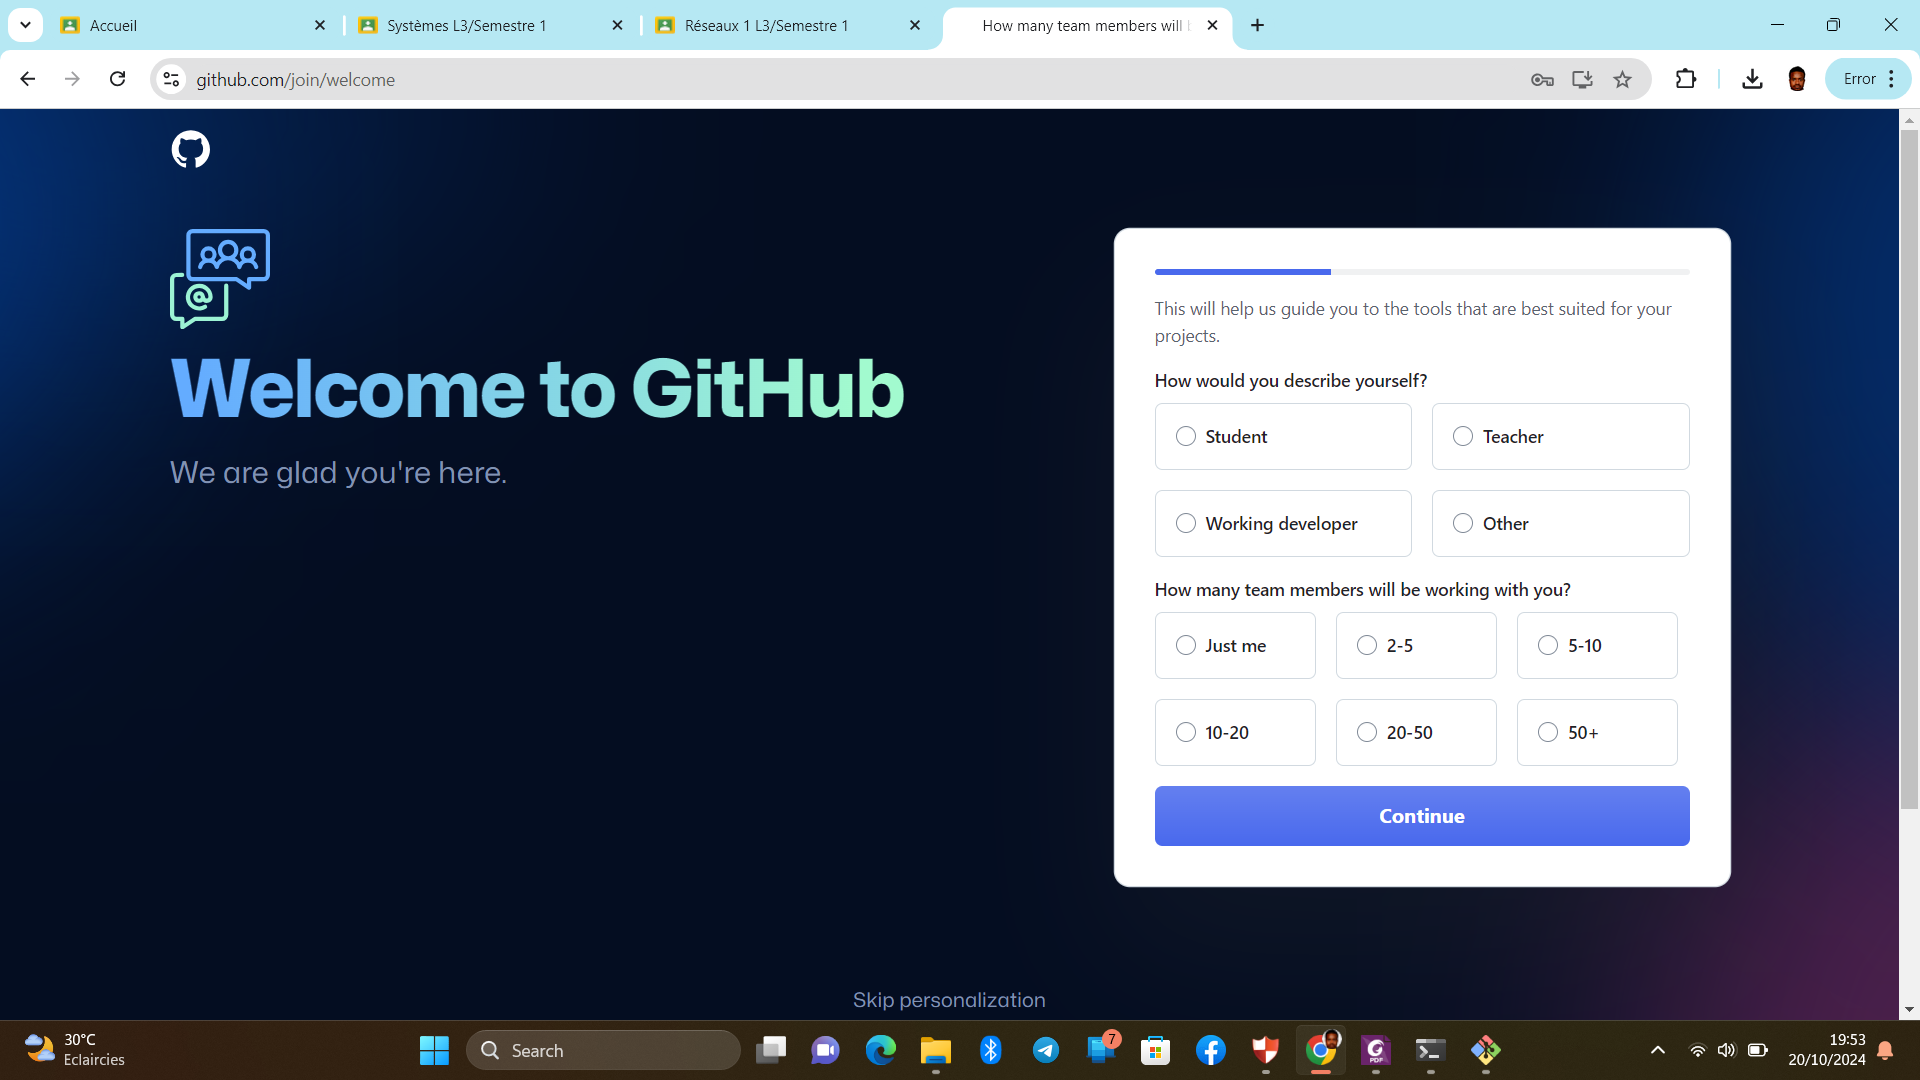 Accueil
Systèmes L3/Semestre 1
Réseaux 1 L3/Semestre 1
How many team members will
github.com/join/welcome
Error
Welcome to GitHub
We are glad you're here.
This will help us guide you to the tools that are best suited for your
projects.
How would you describe yourself?
Student
Teacher
Working developer
Other
How many team members will be working with you?
Just me
2-5
5-10
10-20
20-50
50+
Continue
Skip personalization
30°C
Eclaircies
Search
7
PDF
19:53
20/10/2024